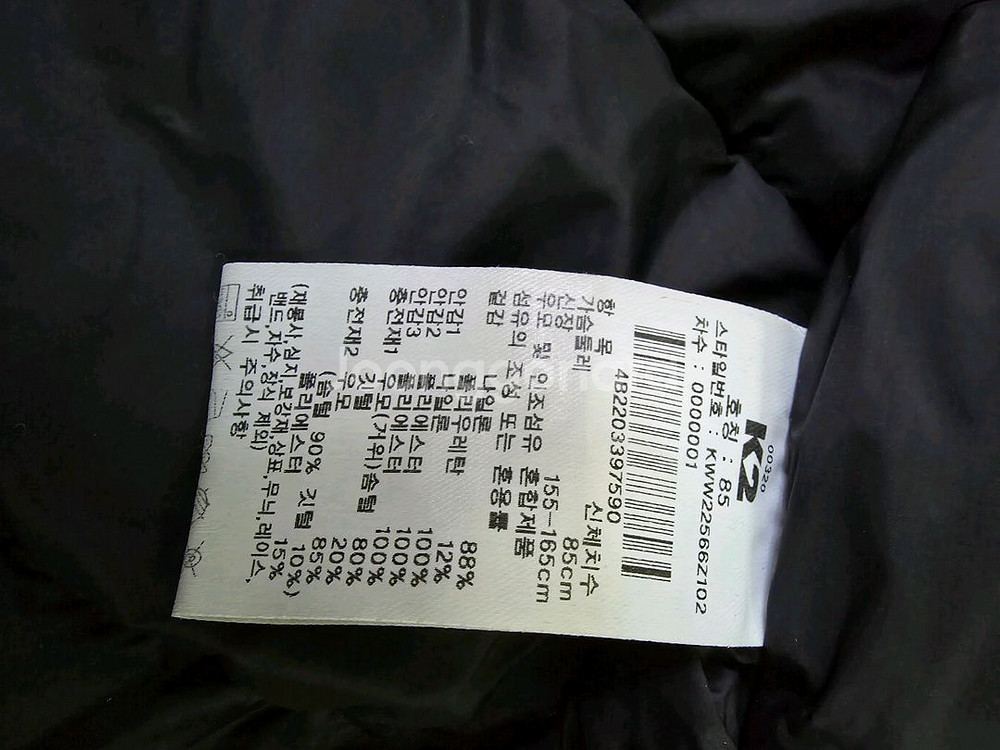 00320
K2
호칭 : 85
스타일번호 : KWW22566Z102
차수 : 0000001
4B2203397590
항 목 신체치수
가슴둘레 85cm
신장 155-165cm
우모 및 인조섬유 혼합제품
섬유의 조성 또는 혼용률
겉감 나일론 88%
폴리우레탄 12%
안감1 나일론 100%
안감2 폴리에스터 100%
안감3 폴리에스터 100%
충전재1 우모(거위)솜털 80%
깃털 20%
충전재2 우모 85%
(솜털 90% 깃털 10%)
폴리에스터 15%
(재봉사,심지,보강재,상표,무늬,레이스,
밴드,자수,장식 제외)
취급시 주의사항